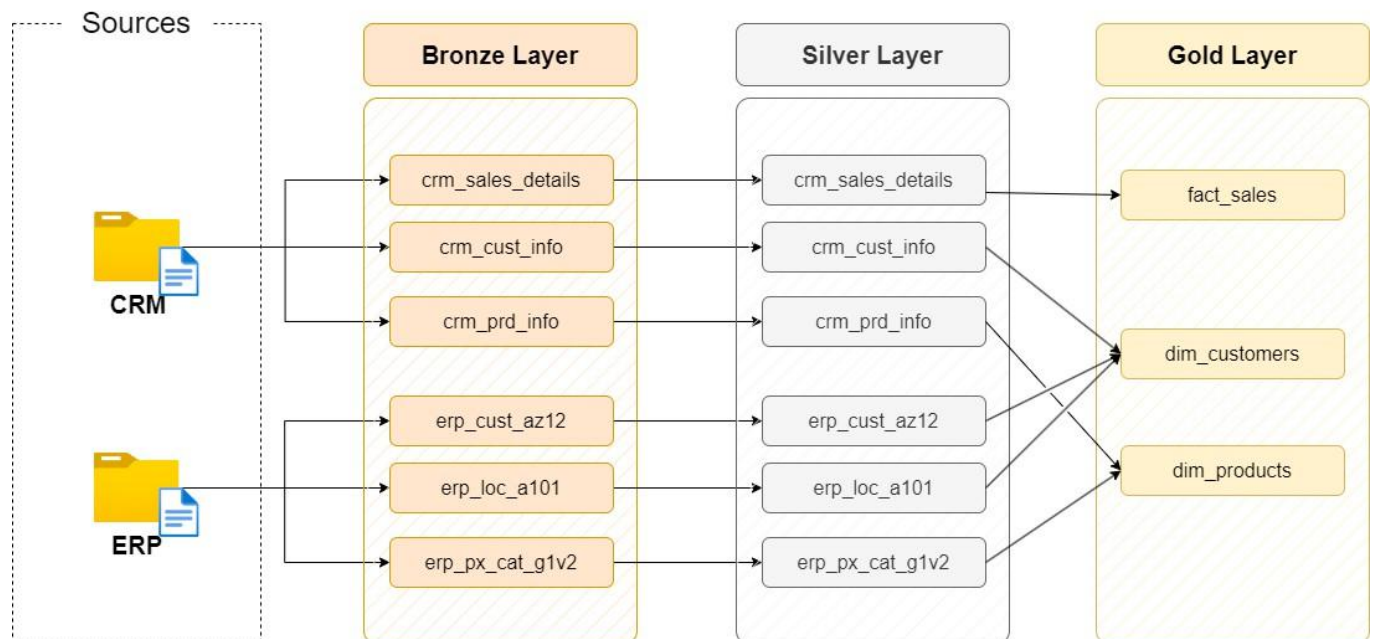 Sources
Bronze Layer
Silver Layer
Gold Layer
crm_sales_details
crm_sales_details
fact_sales
crm_cust_info
crm_cust_info
CRM
crm_prd_info
crm_prd_info
dim_customers
erp_cust_az12
erp_cust_az12
dim_products
erp_loc_a101
erp_loc_a101
ERP
erp_px_cat_g1v2
erp_px_cat_g1v2